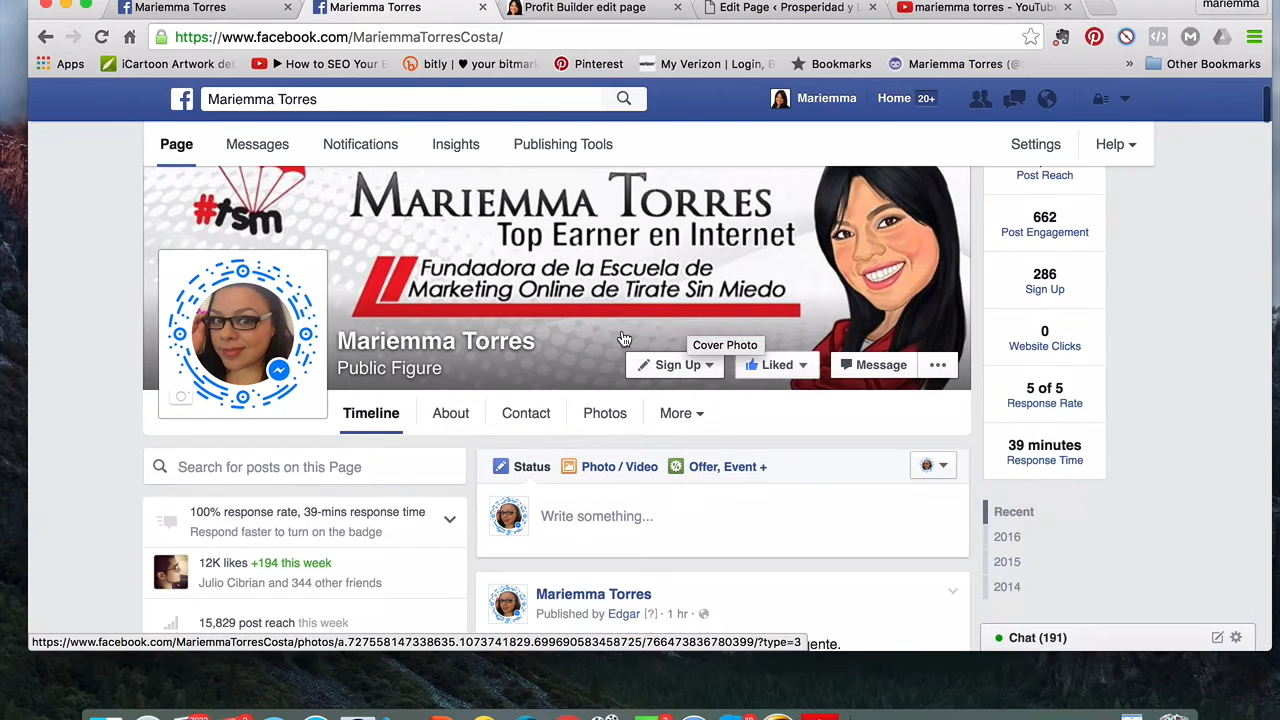 Mariemma Torres
Mariemma Torres
Profit Builder edit page
Edit Page ‹ Prosperidad y L
mariemma torres - YouTube
mariemma
https://www.facebook.com/MariemmaTorresCosta/
Apps
iCartoon Artwork det
► How to SEO Your B
bitly | ♥ your bitmar
Pinterest
My Verizon | Login, B
Bookmarks
Mariemma Torres (@
»
Other Bookmarks
Mariemma Torres
Mariemma
Home 20+
Page
Messages
Notifications
Insights
Publishing Tools
Settings
Help
#tsm
Mariemma Torres
Top Earner en Internet
Fundadora de la Escuela de
Marketing Online de Tirate Sin Miedo
Mariemma Torres
Public Figure
Cover Photo
Sign Up
Liked
Message
•••
Post Reach
662
Post Engagement
286
Sign Up
0
Website Clicks
5 of 5
Response Rate
39 minutes
Response Time
Timeline
About
Contact
Photos
More
Search for posts on this Page
Status
Photo / Video
Offer, Event +
Write something...
100% response rate, 39-mins response time
Respond faster to turn on the badge
12K likes +194 this week
Julio Cibrian and 344 other friends
15,829 post reach this week
Mariemma Torres
Published by Edgar [?] · 1 hr ·
Recent
2016
2015
2014
https://www.facebook.com/MariemmaTorresCosta/photos/a.727558147338635.1073741829.699690583458725/766473836780399/?type=3
gente.
Chat (191)